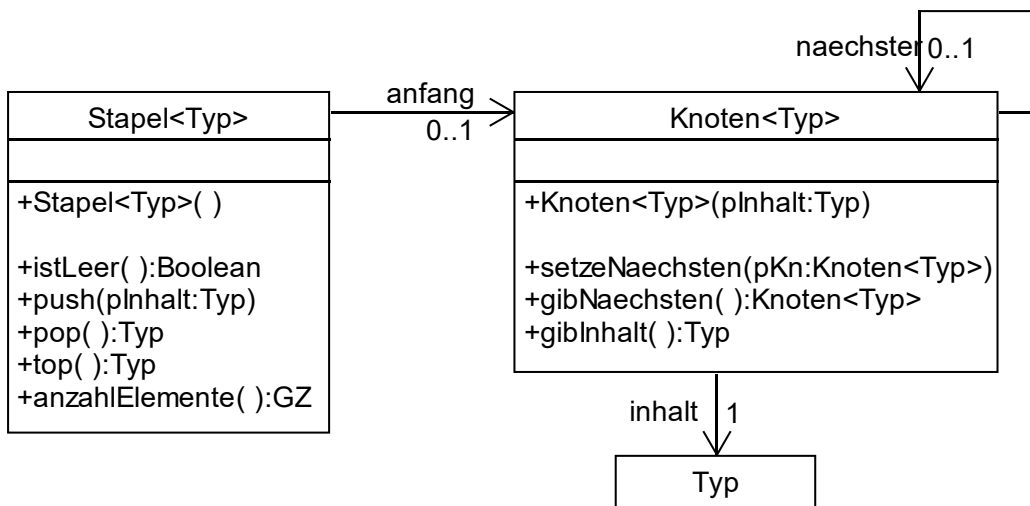 naechster 0..1
anfang
0..1
Stapel<Typ>
+Stapel<Typ>( )
+istLeer( ):Boolean
+push(pInhalt:Typ)
+pop( ):Typ
+top( ):Typ
+anzahlElemente( ):GZ
Knoten<Typ>
+Knoten<Typ>(pInhalt:Typ)
+setzeNaechsten(pKn:Knoten<Typ>)
+gibNaechsten( ):Knoten<Typ>
+gibInhalt( ):Typ
inhalt 1
Typ